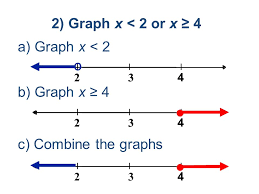 2) Graph x < 2 or x ≥ 4
a) Graph x < 2
2 3 4
b) Graph x ≥ 4
2 3 4
c) Combine the graphs
2 3 4